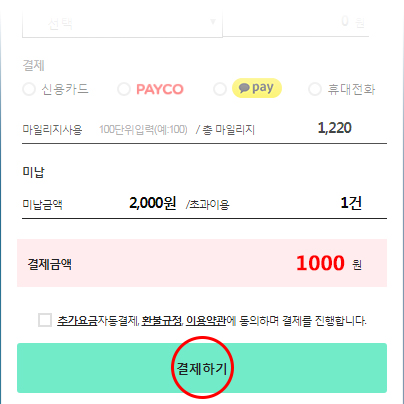 선택 ▼ 0 원
결제
신용카드 PAYCO pay 휴대전화
마일리지사용 100단위입력(예:100) / 총 마일리지 1,220
미납
미납금액 2,000원 /초과이용 1건
결제금액 1000 원
추가요금자동결제, 환불규정, 이용약관에 동의하며 결제를 진행합니다.
결제하기